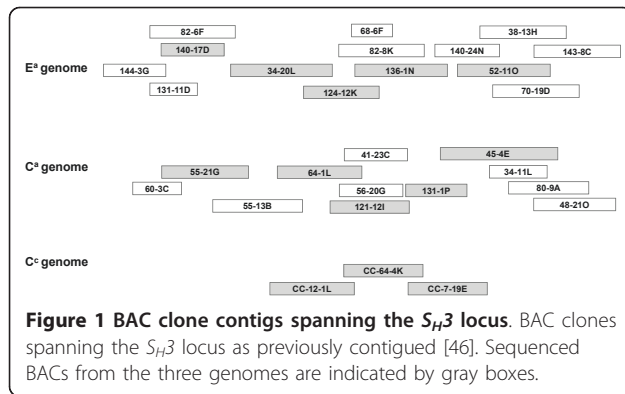 82-6F 68-6F 38-13H
140-17D 82-8K 140-24N 143-8C
Eᵃ genome 144-3G 34-20L 136-1N 52-11O
131-11D 124-12K 70-19D
41-23C 45-4E
Cᵃ genome 55-21G 64-1L 34-11L
60-3C 56-20G 131-1P 80-9A
55-13B 121-12I 48-21O
Cᶜ genome
CC-64-4K
CC-12-1L CC-7-19E
Figure 1 BAC clone contigs spanning the S_H3 locus. BAC clones
spanning the S_H3 locus as previously contigued [46]. Sequenced
BACs from the three genomes are indicated by gray boxes.